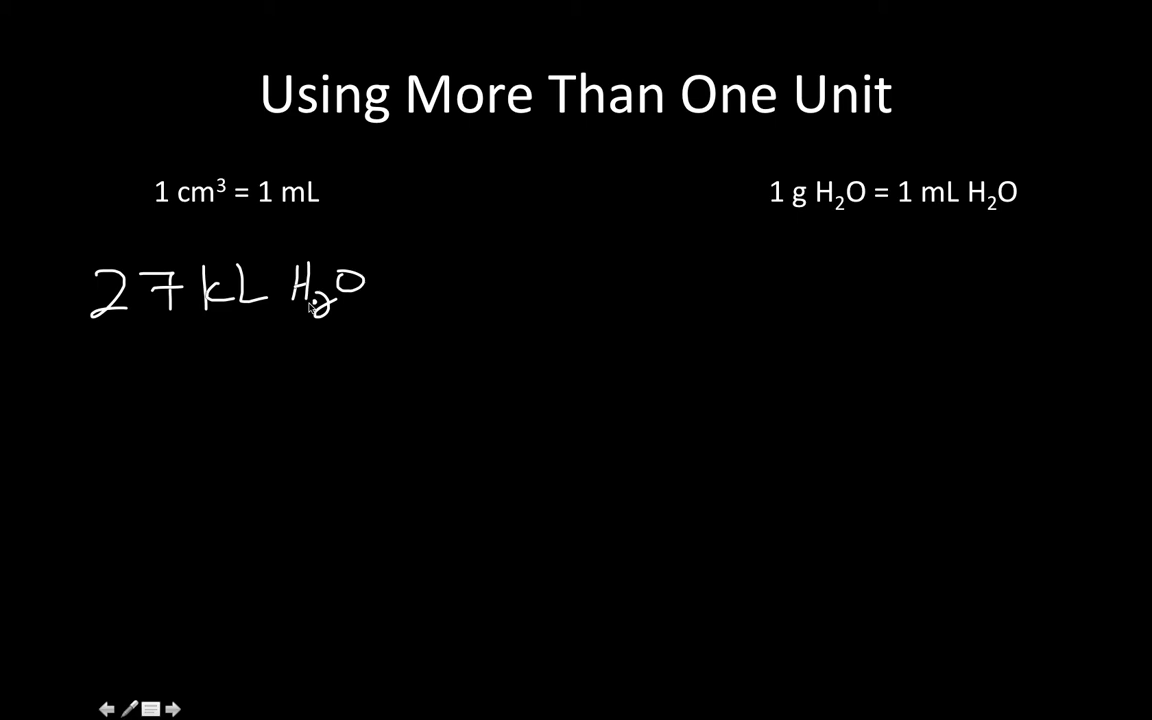 Using More Than One Unit
1 cm³ = 1 mL
1 g H₂O = 1 mL H₂O
27 kL H₂O